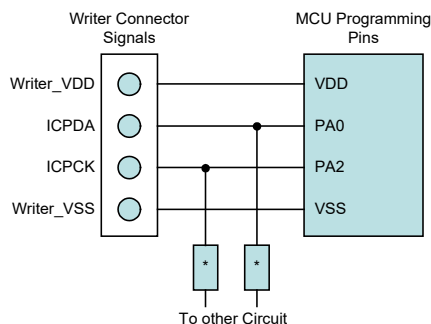 Writer Connector
Signals
MCU Programming
Pins
Writer_VDD
VDD
ICPDA
PA0
ICPCK
PA2
Writer_VSS
VSS
* *
To other Circuit